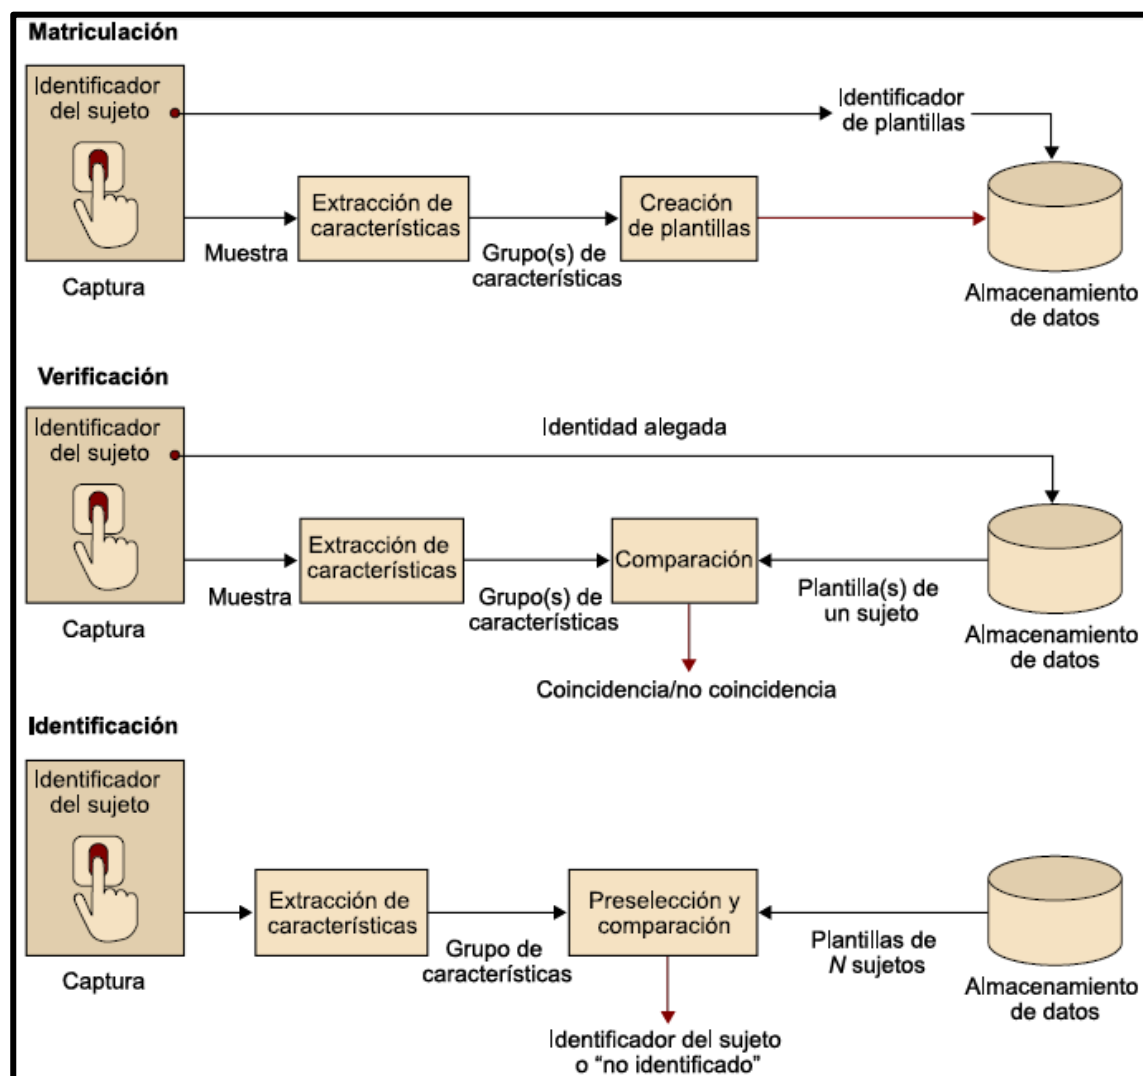 Matriculación
Identificador
del sujeto
Identificador
de plantillas
Extracción de
características
Creación
de plantillas
Muestra
Grupo(s) de
características
Captura
Almacenamiento
de datos
Verificación
Identificador
del sujeto
Identidad alegada
Extracción de
características
Comparación
Muestra
Grupo(s) de
características
Plantilla(s) de
un sujeto
Captura
Almacenamiento
de datos
Coincidencia/no coincidencia
Identificación
Identificador
del sujeto
Extracción de
características
Preselección y
comparación
Grupo de
características
Plantillas de
N sujetos
Captura
Almacenamiento
de datos
Identificador del sujeto
o “no identificado”